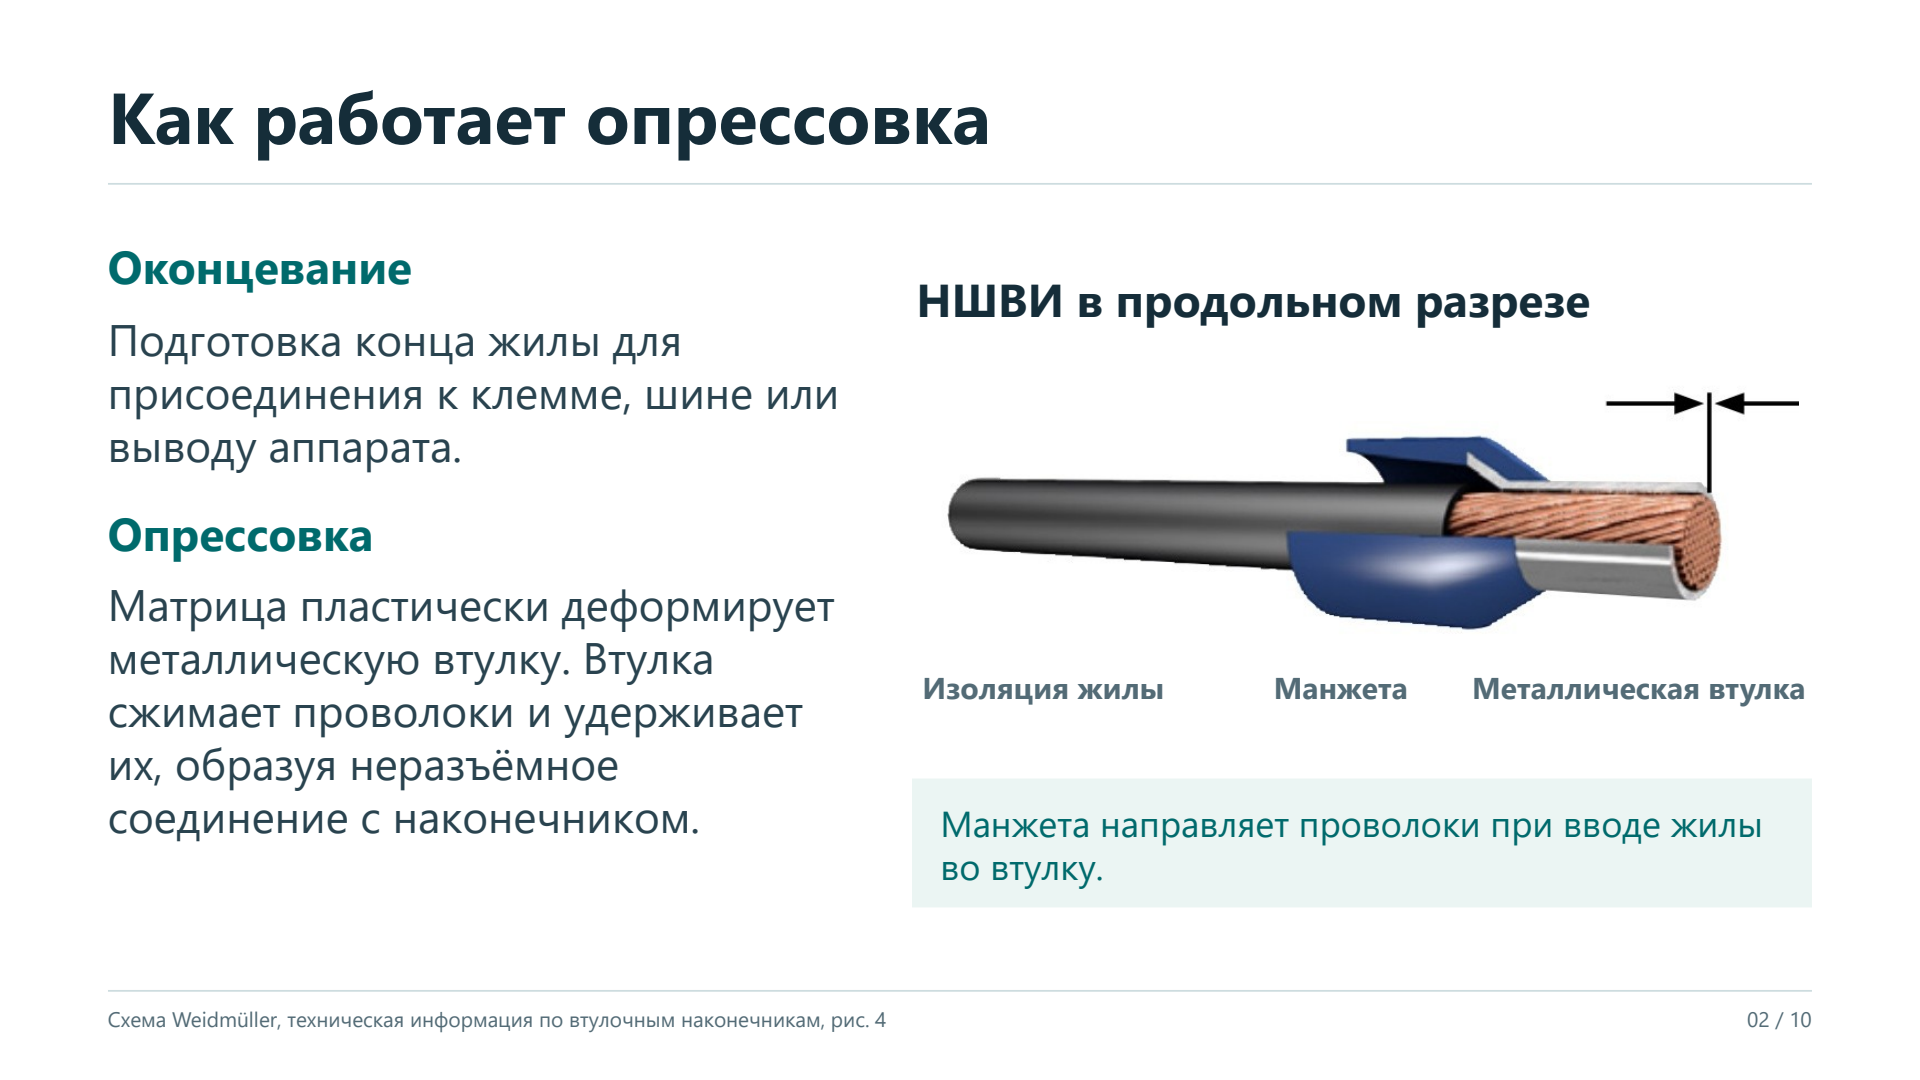 Как работает опрессовка
Оконцевание
Подготовка конца жилы для
присоединения к клемме, шине или
выводу аппарата.
Опрессовка
Матрица пластически деформирует
металлическую втулку. Втулка
сжимает проволоки и удерживает
их, образуя неразъёмное
соединение с наконечником.
НШВИ в продольном разрезе
Изоляция жилы
Манжета
Металлическая втулка
Манжета направляет проволоки при вводе жилы
во втулку.
Схема Weidmüller, техническая информация по втулочным наконечникам, рис. 4
02 / 10